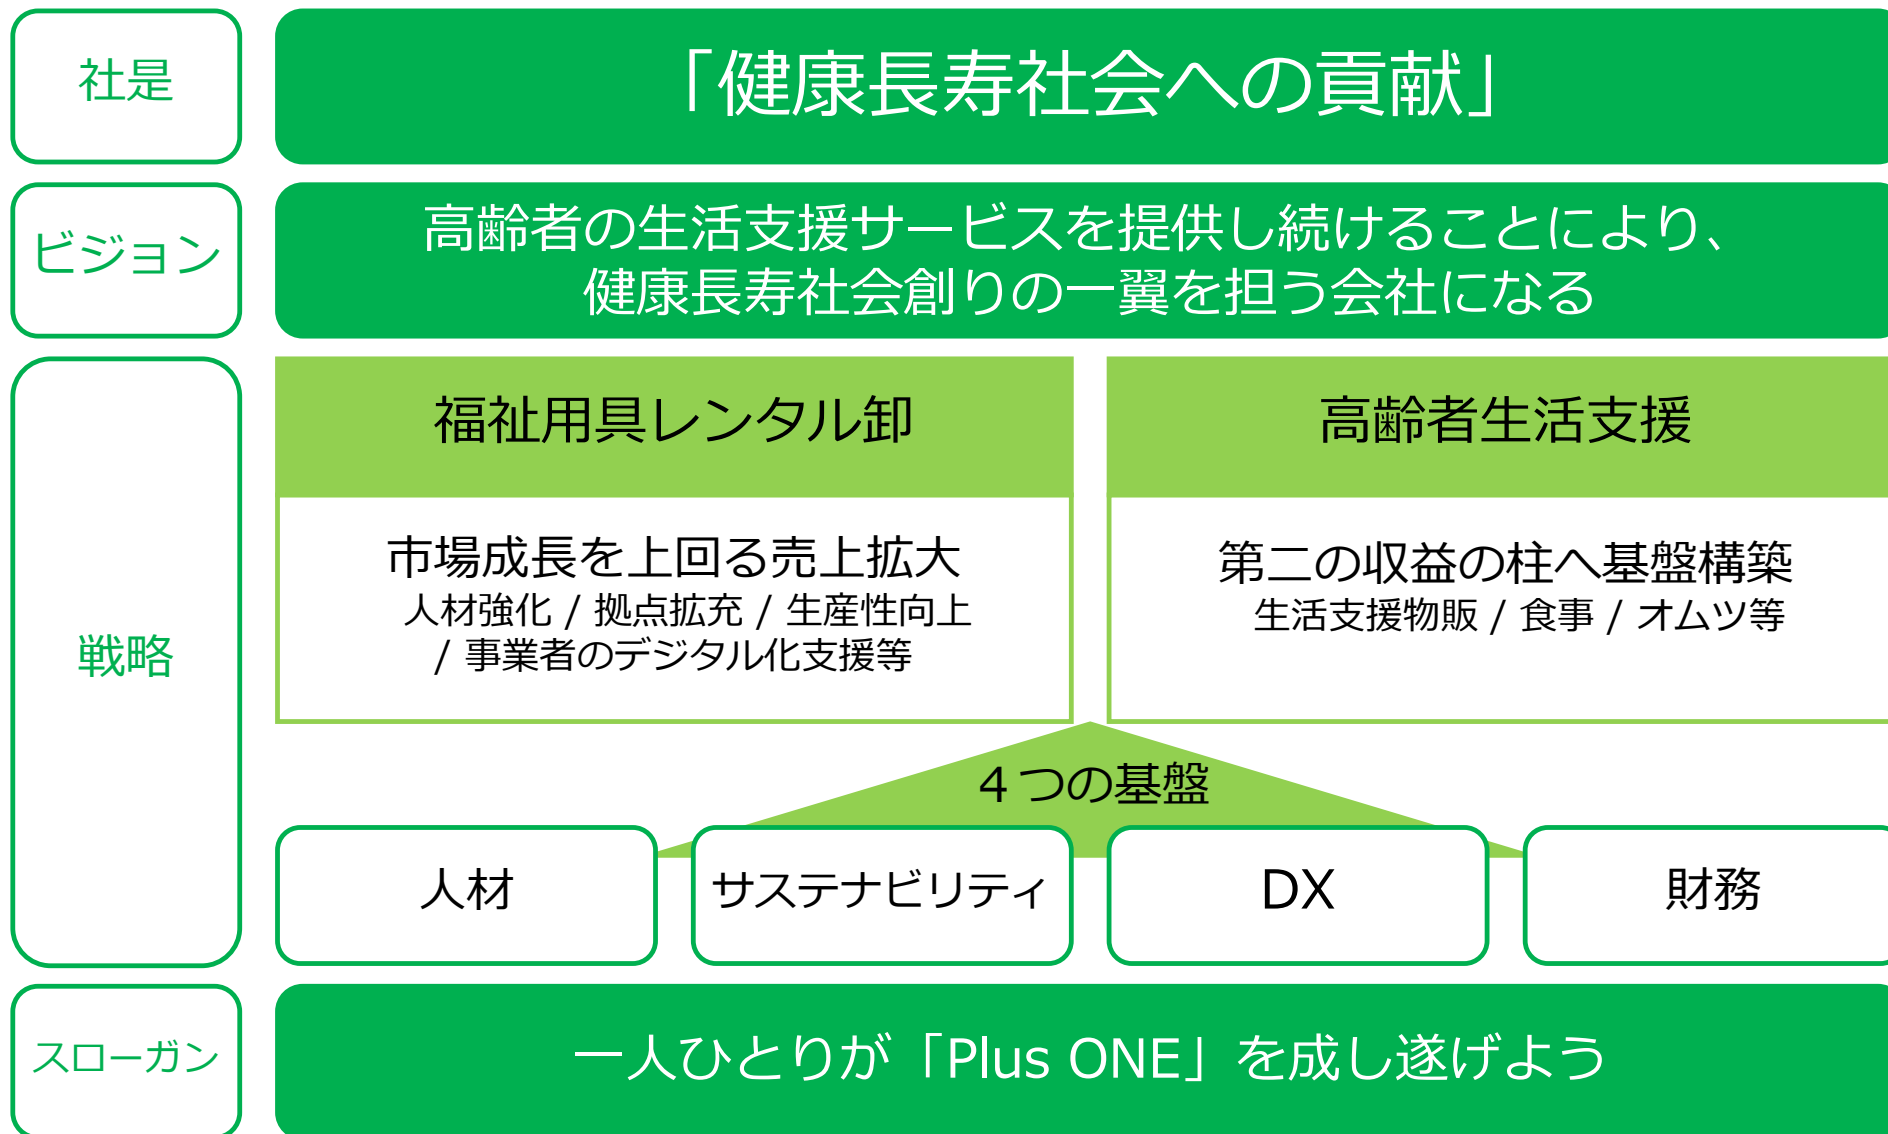 社是
「健康長寿社会への貢献」
ビジョン
高齢者の生活支援サービスを提供し続けることにより、
健康長寿社会創りの一翼を担う会社になる
戦略
福祉用具レンタル卸
市場成長を上回る売上拡大
人材強化 / 拠点拡充 / 生産性向上
/ 事業者のデジタル化支援等
高齢者生活支援
第二の収益の柱へ基盤構築
生活支援物販 / 食事 / オムツ等
４つの基盤
人材
サステナビリティ
DX
財務
スローガン
一人ひとりが「Plus ONE」を成し遂げよう